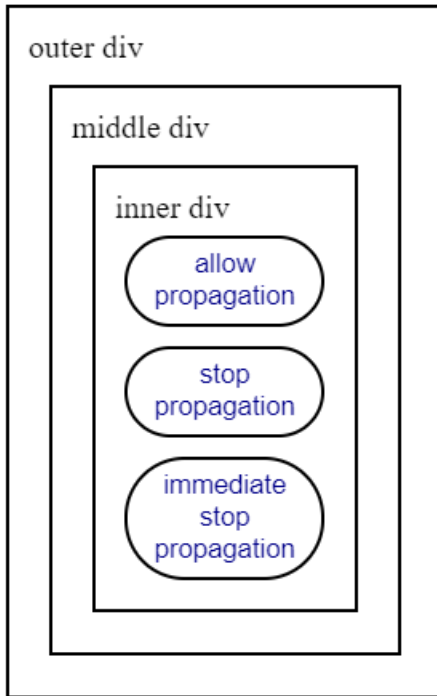 outer div
middle div
inner div
allow
propagation
stop
propagation
immediate
stop
propagation